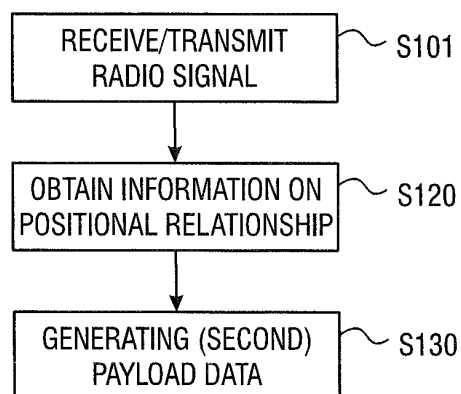 RECEIVE/TRANSMIT
RADIO SIGNAL
S101
OBTAIN INFORMATION ON
POSITIONAL RELATIONSHIP
S120
GENERATING (SECOND)
PAYLOAD DATA
S130